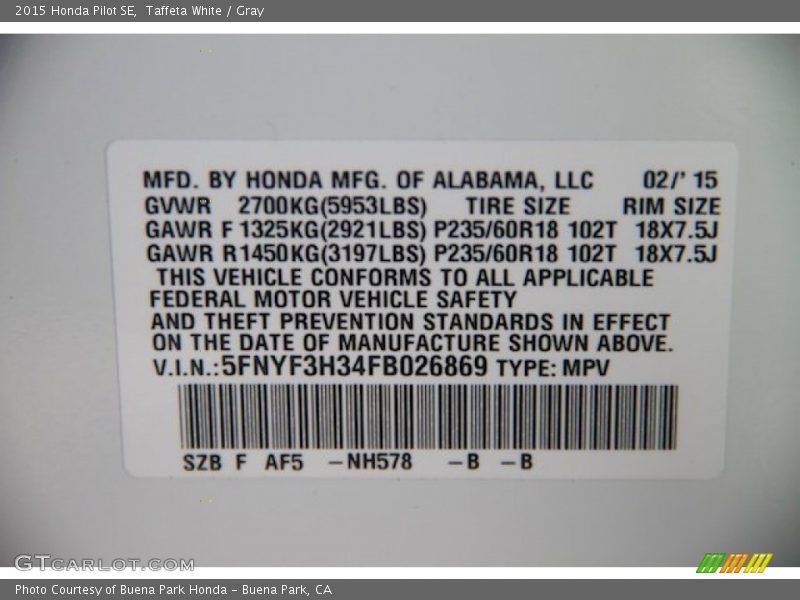 2015 Honda Pilot SE,  Taffeta White / Gray
MFD. BY HONDA MFG. OF ALABAMA, LLC 02/' 15
GVWR 2700KG(5953LBS) TIRE SIZE RIM SIZE
GAWR F 1325KG(2921LBS) P235/60R18 102T 18X7.5J
GAWR R 1450KG(3197LBS) P235/60R18 102T 18X7.5J
THIS VEHICLE CONFORMS TO ALL APPLICABLE
FEDERAL MOTOR VEHICLE SAFETY
AND THEFT PREVENTION STANDARDS IN EFFECT
ON THE DATE OF MANUFACTURE SHOWN ABOVE.
V.I.N.:5FNYF3H34FB026869 TYPE: MPV
SZB F AF5 –NH578 –B –B
GTCARLOT.COM
Photo Courtesy of Buena Park Honda - Buena Park, CA